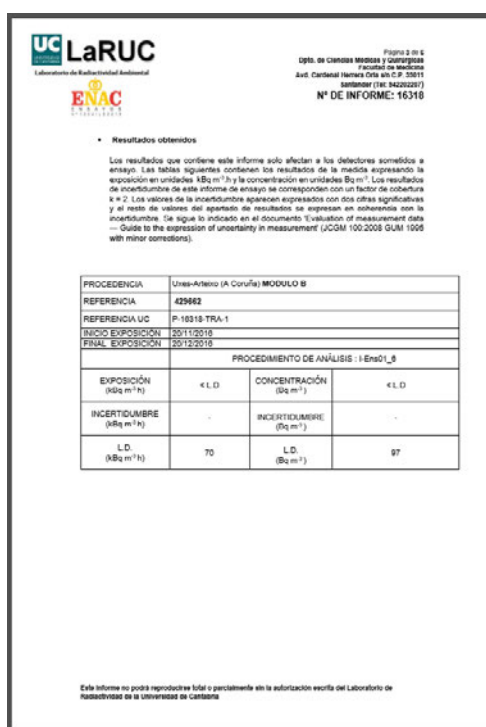 UC LaRUC
Laboratorio de Radiactividad Ambiental
ENAC
ENSAYOS
Página 3 de 6
Dpto. de Ciencias Médicas y Quirúrgicas
Facultad de Medicina
Avd. Cardenal Herrera Oria s/n C.P. 39011
Santander (Tel: 942202207)
Nº DE INFORME: 16318
• Resultados obtenidos
Los resultados que contiene este informe solo afectan a los detectores sometidos a
ensayo. Las tablas siguientes contienen los resultados de la medida expresando la
exposición en unidades kBq m⁻³.h y la concentración en unidades Bq m⁻³. Los resultados
de incertidumbre de este informe de ensayo se corresponden con un factor de cobertura
k = 2. Los valores de la incertidumbre aparecen expresados con dos cifras significativas
y el resto de valores del apartado de resultados se expresan en coherencia con la
incertidumbre. Se sigue lo indicado en el documento 'Evaluation of measurement data
— Guide to the expression of uncertainty in measurement' (JCGM 100:2008 GUM 1995
with minor corrections).
PROCEDENCIA Uxes-Arteixo (A Coruña) MODULO B
REFERENCIA 429662
REFERENCIA UC P-16318-TRA-1
INICIO EXPOSICIÓN 20/11/2016
FINAL EXPOSICIÓN 20/12/2016
PROCEDIMIENTO DE ANÁLISIS : I-Ens01_6
EXPOSICIÓN (kBq m⁻³ h) < L.D CONCENTRACIÓN (Bq m⁻³) < L.D
INCERTIDUMBRE (kBq m⁻³ h) - INCERTIDUMBRE (Bq m⁻³) -
L.D. (kBq m⁻³ h) 70 L.D. (Bq m⁻³) 97
Este informe no podrá reproducirse total o parcialmente sin la autorización escrita del Laboratorio de
Radiactividad de la Universidad de Cantabria